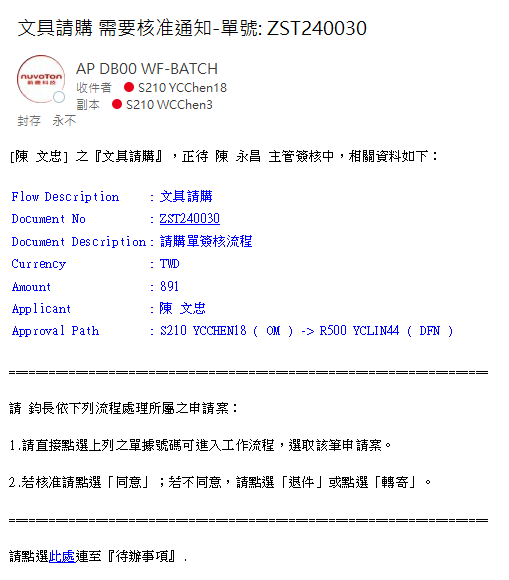 文具請購 需要核准通知-單號: ZST240030
nuvoTon
新唐科技
AP DB00 WF-BATCH
收件者 S210 YCChen18
副本 S210 WCChen3
封存 永不
[陳 文忠] 之『文具請購』，正待 陳 永昌 主管簽核中，相關資料如下：
Flow Description : 文具請購
Document No : ZST240030
Document Description : 請購單簽核流程
Currency : TWD
Amount : 891
Applicant : 陳 文忠
Approval Path : S210 YCCHEN18 ( OM ) -> R500 YCLIN44 ( DFN )
============================================================
請 鈞長依下列流程處理所屬之申請案：
1.請直接點選上列之單據號碼可進入工作流程，選取該筆申請案。
2.若核准請點選「同意」；若不同意，請點選「退件」或點選「轉寄」。
============================================================
請點選此處連至『待辦事項』.